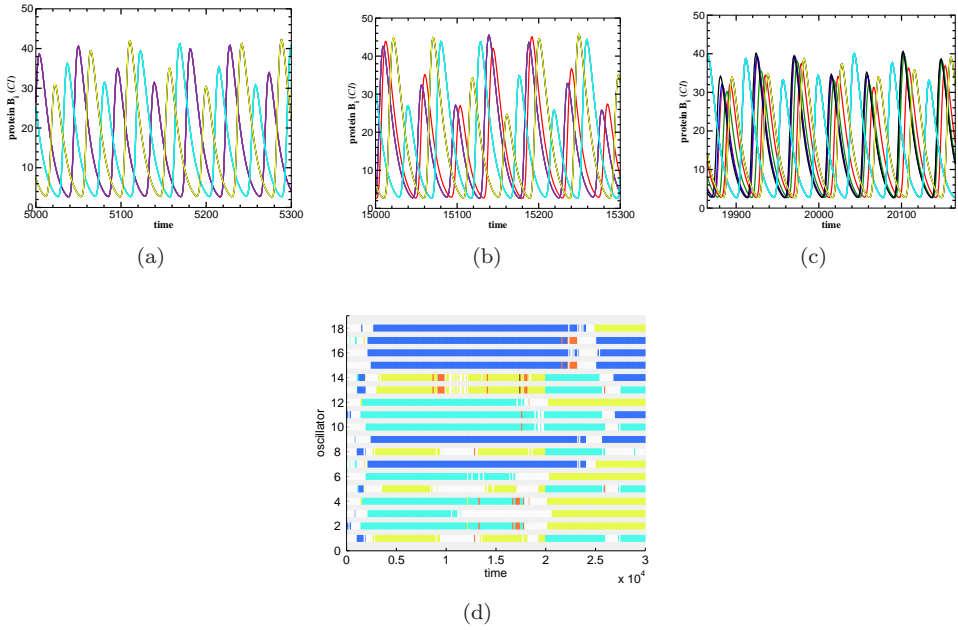 50
40
30
20
10
0
protein B_i (CI)
5000 5100 5200 5300
time
(a)
50
40
30
20
10
0
protein B_i (CI)
15000 15100 15200 15300
time
(b)
50
40
30
20
10
0
protein B_i (CI)
19900 20000 20100
time
(c)
18
16
14
12
10
8
6
4
2
0
oscillator
0 0.5 1 1.5 2 2.5 3
time
x 10^4
(d)